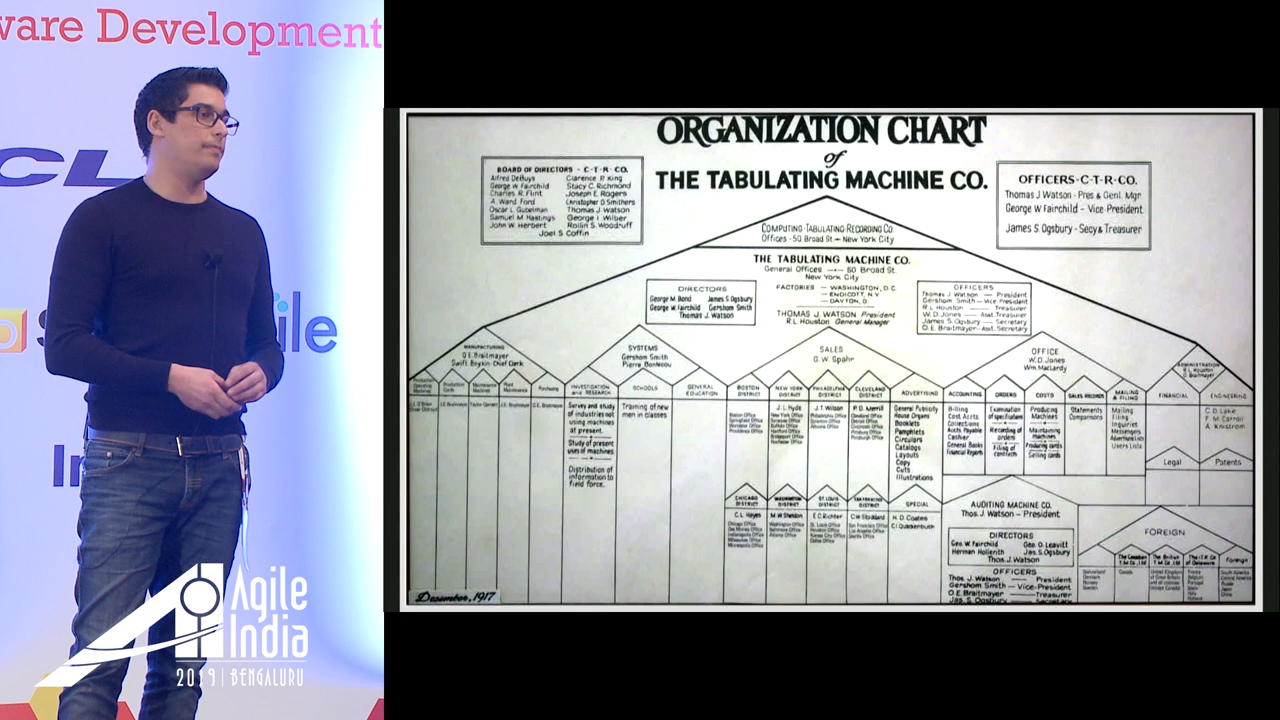 ware Development
CL
Agile
India
2019 | BENGALURU
ORGANIZATION CHART
of
THE TABULATING MACHINE CO.
BOARD OF DIRECTORS - C-T-R-CO.
Alfred DeBuys Clarence P. King
George W. Fairchild Stacy C. Richmond
Charles R. Flint Joseph E. Rogers
A. Ward Ford Christopher D. Smithers
Oscar L. Gubelman Thomas J. Watson
Samuel M. Hastings George I. Wilber
John W. Herbert Rollin S. Woodruff
Joel S. Coffin
OFFICERS-C-T-R-CO.
Thomas J. Watson - Pres & Genl. Mgr
George W Fairchild - Vice-President
James S. Ogsbury - Secy & Treasurer
COMPUTING-TABULATING-RECORDING CO.
Offices - 50 Broad St - New York City
THE TABULATING MACHINE CO.
General Offices — 50 Broad St.
New York City
FACTORIES — WASHINGTON, D.C.
— ENDICOTT, N.Y
— DAYTON, O.
THOMAS J. WATSON President
R.L. Houston General Manager
DIRECTORS
George M. Bond James S. Ogsbury
George W. Fairchild Gershom Smith
Thomas J. Watson
OFFICERS
Thomas J. Watson — President
Gershom Smith — Vice President
R.L. Houston — Treasurer
W.D. Jones — Asst. Treasurer
James S. Ogsbury — Secretary
O.E. Braitmayer — Asst. Secretary
MANUFACTURING
O.E. Braitmayer
Swift Boykin-Chief Clerk
SYSTEMS
Gershom Smith
Pierre Bontecou
SALES
G.W. Spahr
OFFICE
W.D. Jones
Wm. MacLardy
ADMINISTRATION
R.L. Houston
Purchasing
INVESTIGATION
and RESEARCH
SCHOOLS
GENERAL
EDUCATION
BOSTON
DISTRICT
NEW YORK
DISTRICT
PHILADELPHIA
DISTRICT
CLEVELAND
DISTRICT
ADVERTISING
ACCOUNTING
ORDERS
COSTS
SALES RECORDS
MAILING
& FILING
FINANCIAL
ENGINEERING
Survey and study
of industries not
using machines
at present.
Study of present
uses of machines.
Distribution of
information to
field force.
Training of new
men in classes
J.L. Hyde
J.T. Wilson
P.D. Merrill
General Publicity
House Organs
Booklets
Pamphlets
Circulars
Catalogs
Layouts
Copy
Cuts
Illustrations
Billing
Cost Accts.
Collections
Accts. Payable
Cashier
General Books
Financial Reports
Examination
of specifications
Recording of
orders
Filing of
contracts
Producing
Machines
Maintaining
machines
Producing cards
Selling cards
Statements
Comparisons
Mailing
Filing
Inquiries
Messengers
Users Lists
C.D. Lake
F. M. Carroll
Legal
Patents
CHICAGO
DISTRICT
WASHINGTON
DISTRICT
ST. LOUIS
DISTRICT
SAN FRANCISCO
DISTRICT
SPECIAL
C.L. Hayes
M.W. Sheldon
E.C. Richter
H.D. Coates
AUDITING MACHINE CO.
Thos. J. Watson - President
DIRECTORS
Geo. W. Fairchild Geo. O. Leavitt
Herman Hollerith Jas. S. Ogsbury
Thos. J. Watson
OFFICERS
Thos. J. Watson — President
Gershom Smith — Vice-President
O.E. Braitmayer — Treasurer
Jas. S. Ogsbury — Secretary
FOREIGN
Foreign
December, 1917